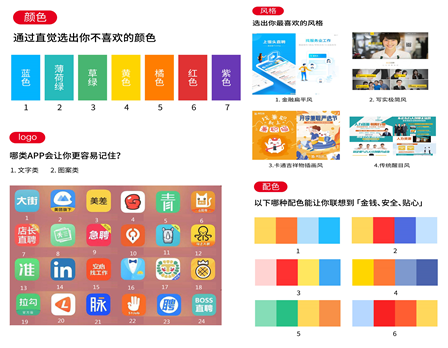 颜色
通过直觉选出你不喜欢的颜色
蓝色 薄荷绿 草绿 黄色 橘色 红色 紫色
1 2 3 4 5 6 7
logo
哪类APP会让你更容易记住?
1. 文字类 2. 图案类
大街 美差 青
1 2 3 4 5 6
店长直聘 急聘
7 8 9 10 11 12
准 in
13 14 15 16 17 18
拉勾 脉 聘 BOSS直聘
19 20 21 22 23 24
风格
选出你最喜欢的风格
1. 金融扁平风 2. 写实极简风
3.卡通吉祥物插画风 4.传统醒目风
配色
以下哪种配色能让你联想到「金钱、安全、贴心」
1 2
3 4
5 6